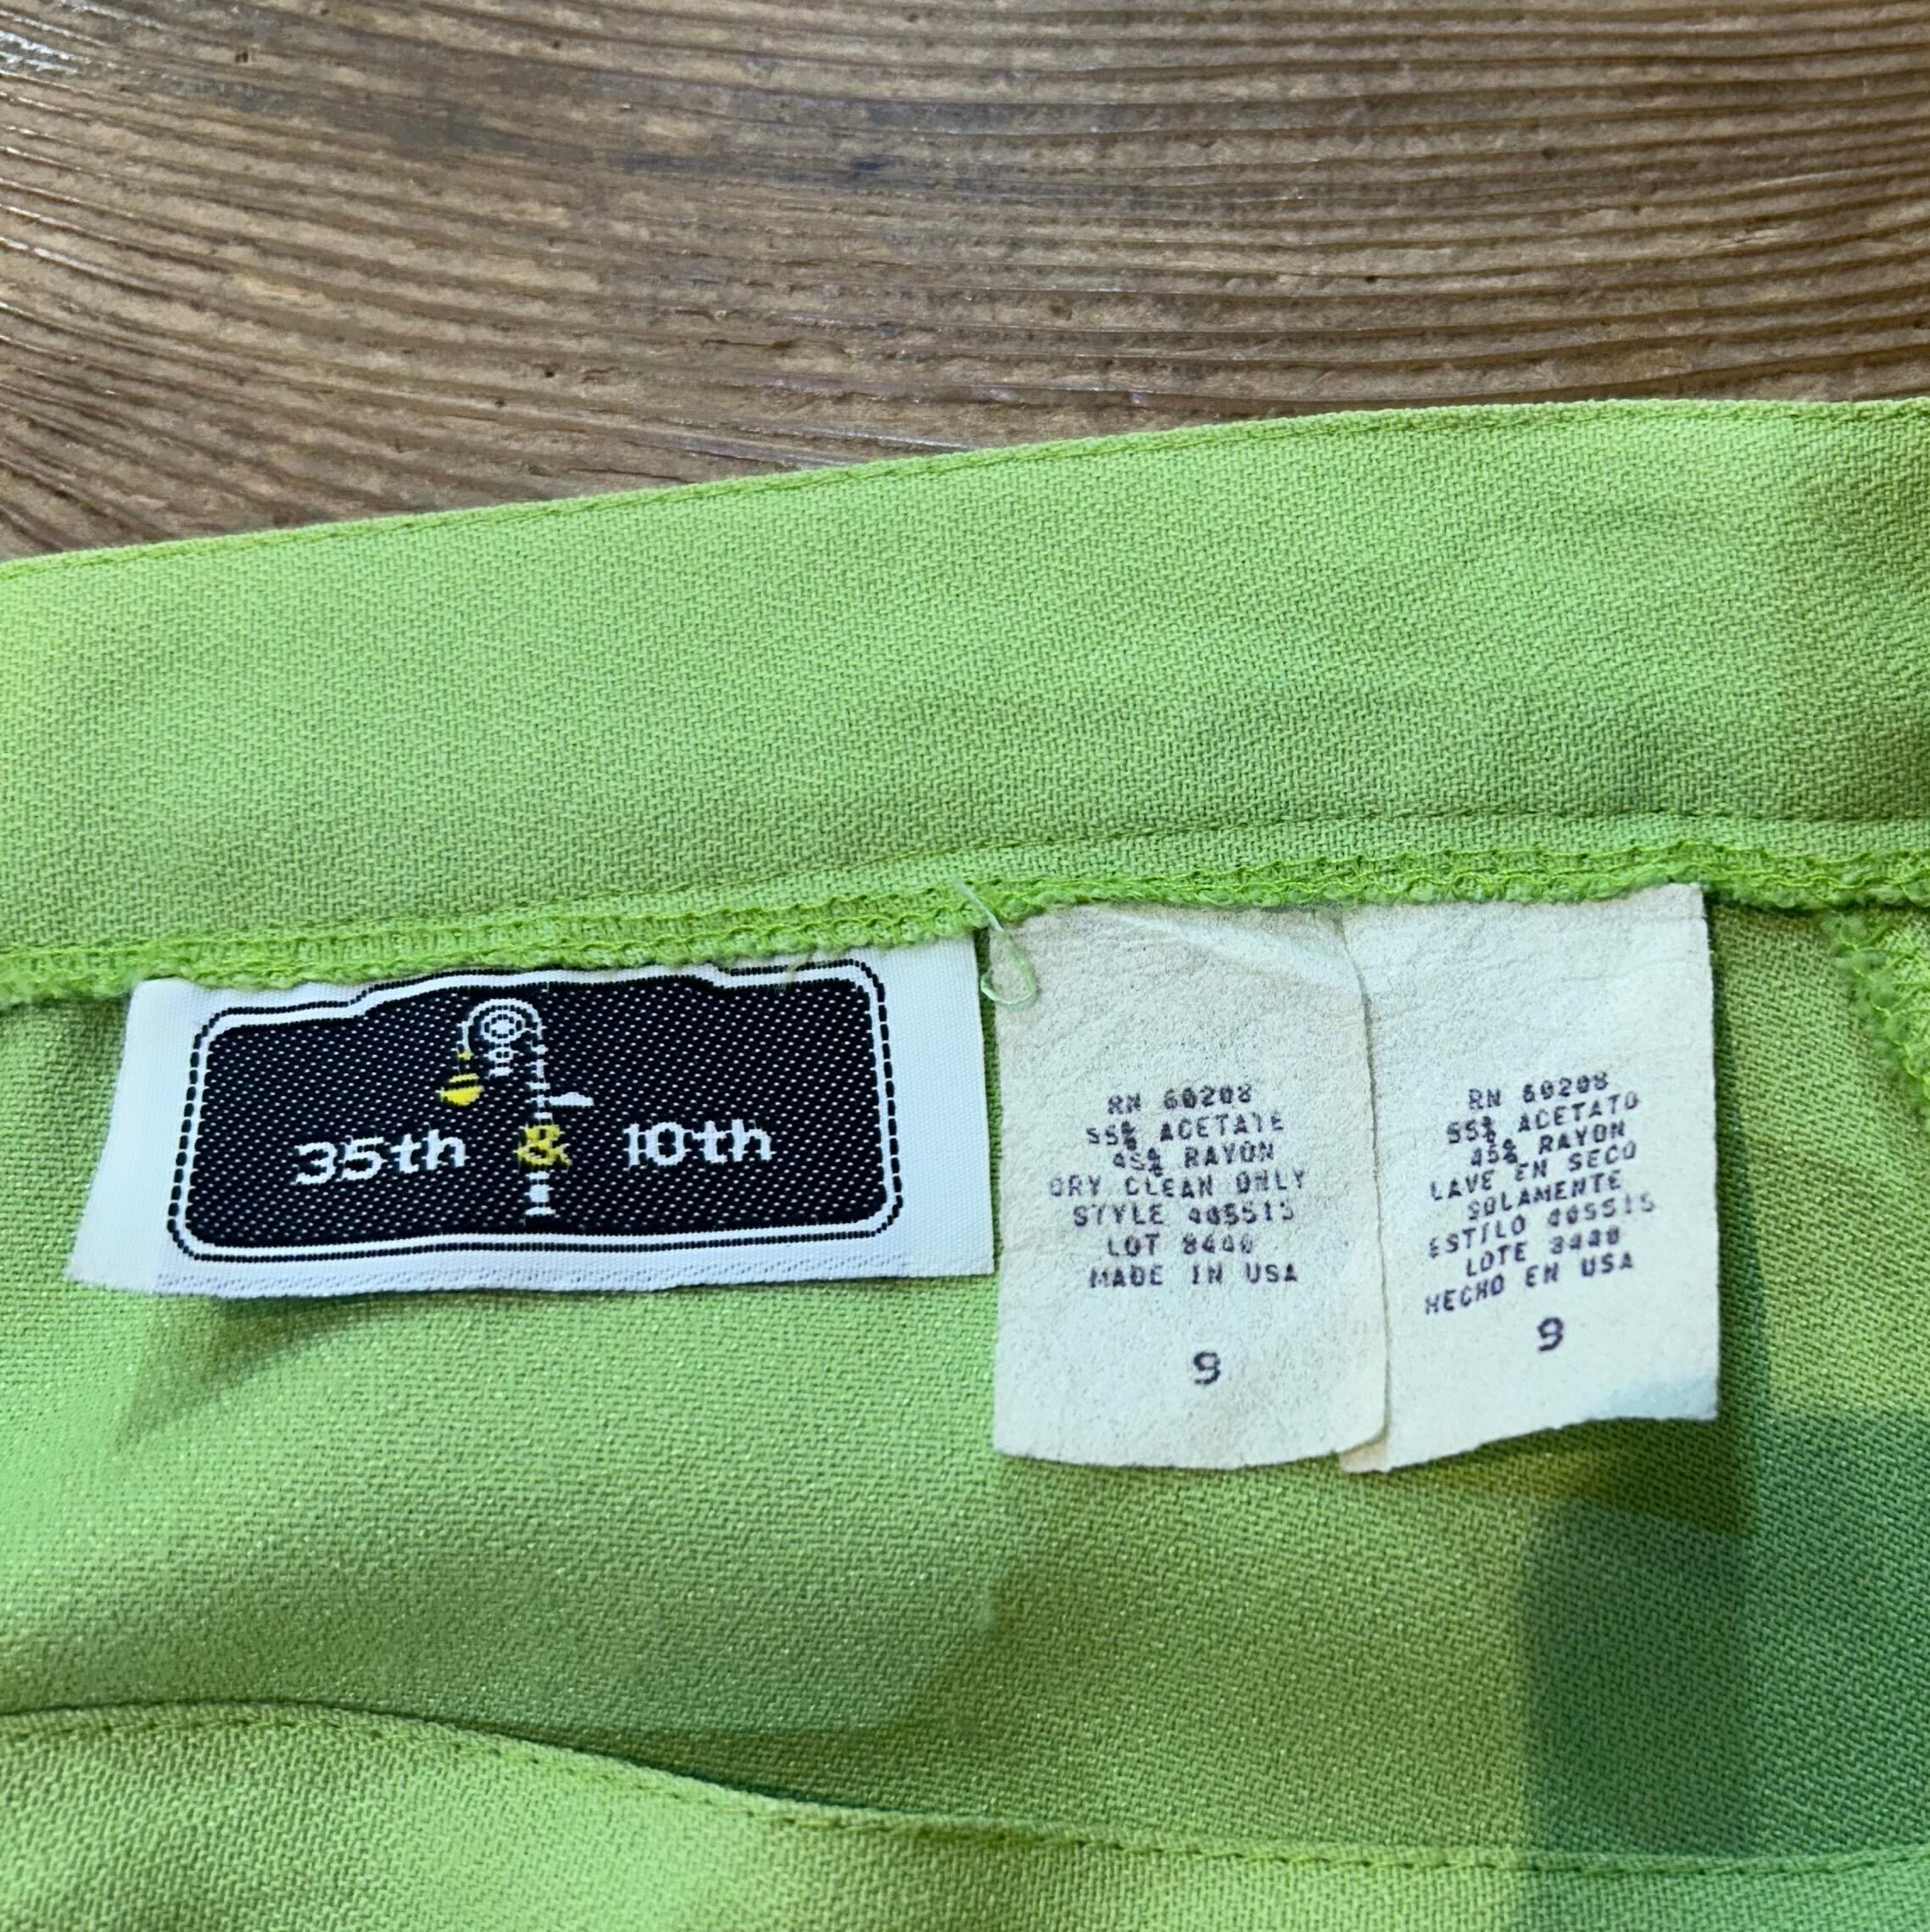 35th & 10th
RN 60208
55% ACETATE
45% RAYON
DRY CLEAN ONLY
STYLE 405515
LOT 8440
MADE IN USA
9
RN 60208
55% ACETATO
45% RAYON
LAVE EN SECO
SOLAMENTE
ESTILO 405515
LOTE 8440
HECHO EN USA
9